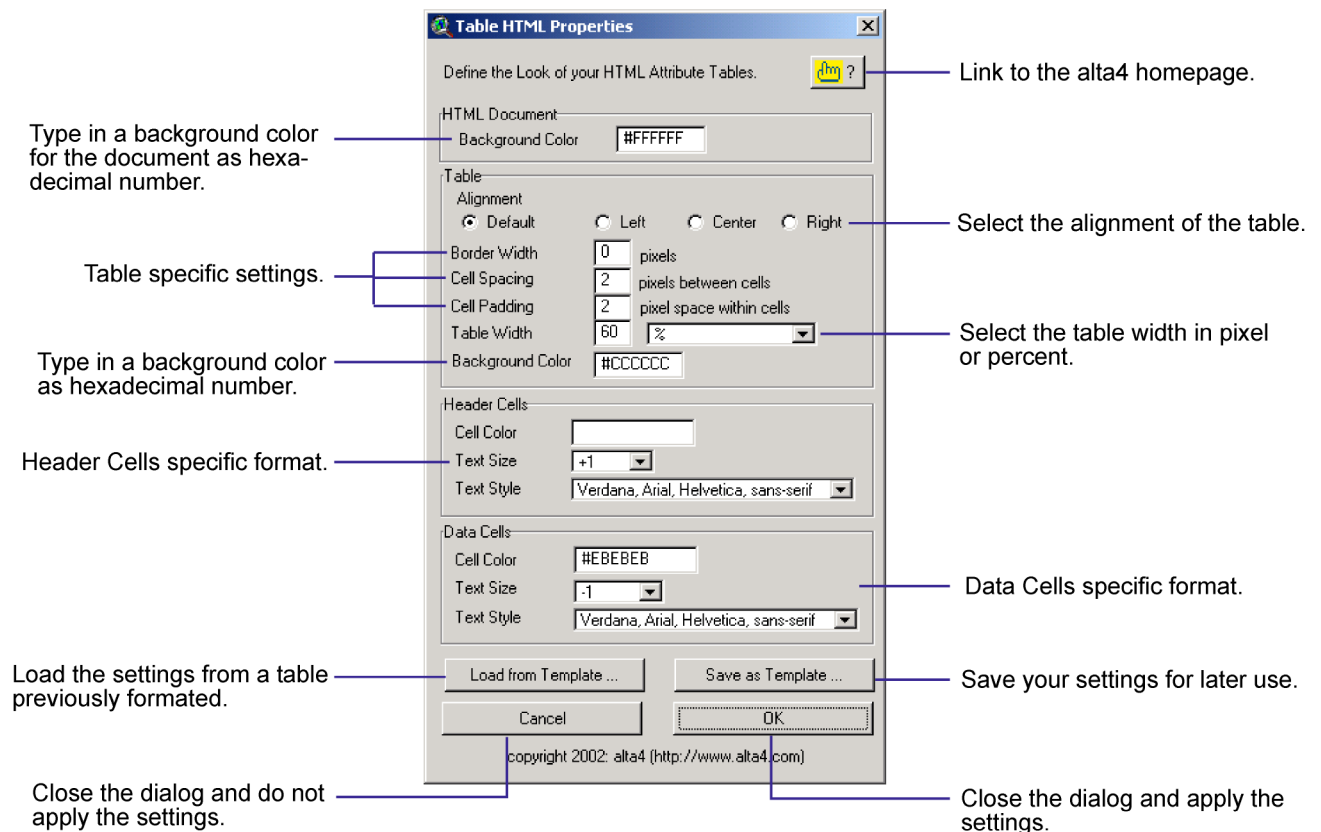 Table HTML Properties
Define the Look of your HTML Attribute Tables.
?
Link to the alta4 homepage.
HTML Document
Background Color #FFFFFF
Type in a background color
for the document as hexa-
decimal number.
Table
Alignment
Default Left Center Right
Select the alignment of the table.
Border Width 0 pixels
Cell Spacing 2 pixels between cells
Cell Padding 2 pixel space within cells
Table specific settings.
Table Width 60 %
Select the table width in pixel
or percent.
Background Color #CCCCCC
Type in a background color
as hexadecimal number.
Header Cells
Cell Color
Text Size +1
Text Style Verdana, Arial, Helvetica, sans-serif
Header Cells specific format.
Data Cells
Cell Color #EBEBEB
Text Size -1
Text Style Verdana, Arial, Helvetica, sans-serif
Data Cells specific format.
Load from Template ...
Save as Template ...
Load the settings from a table
previously formated.
Save your settings for later use.
Cancel
OK
copyright 2002: alta4 (http://www.alta4.com)
Close the dialog and do not
apply the settings.
Close the dialog and apply the
settings.